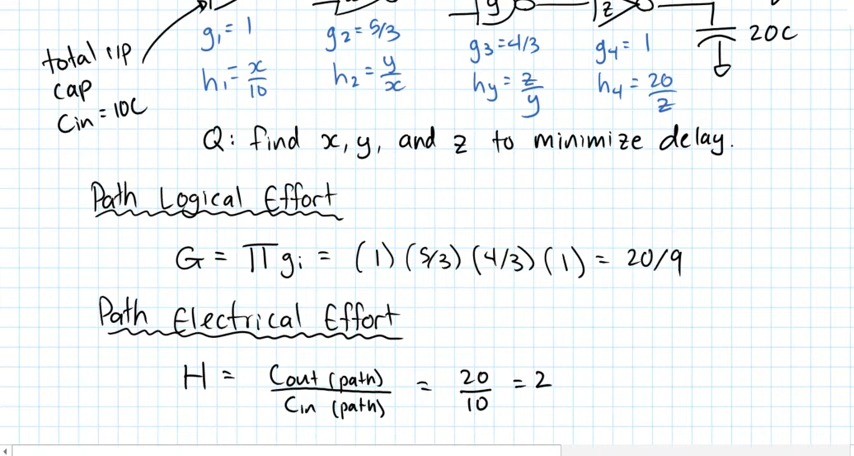 y z
20C
total i/p
cap
Cin = 10C
g₁ = 1
g₂ = 5/3
g₃ = 4/3
g₄ = 1
h₁ = x/10
h₂ = y/x
hy = z/y
h₄ = 20/z
Q: find x, y, and z to minimize delay.
Path Logical Effort
G = πgᵢ = (1) (5/3) (4/3) (1) = 20/9
Path Electrical Effort
H = Cout (path) / Cin (path) = 20/10 = 2